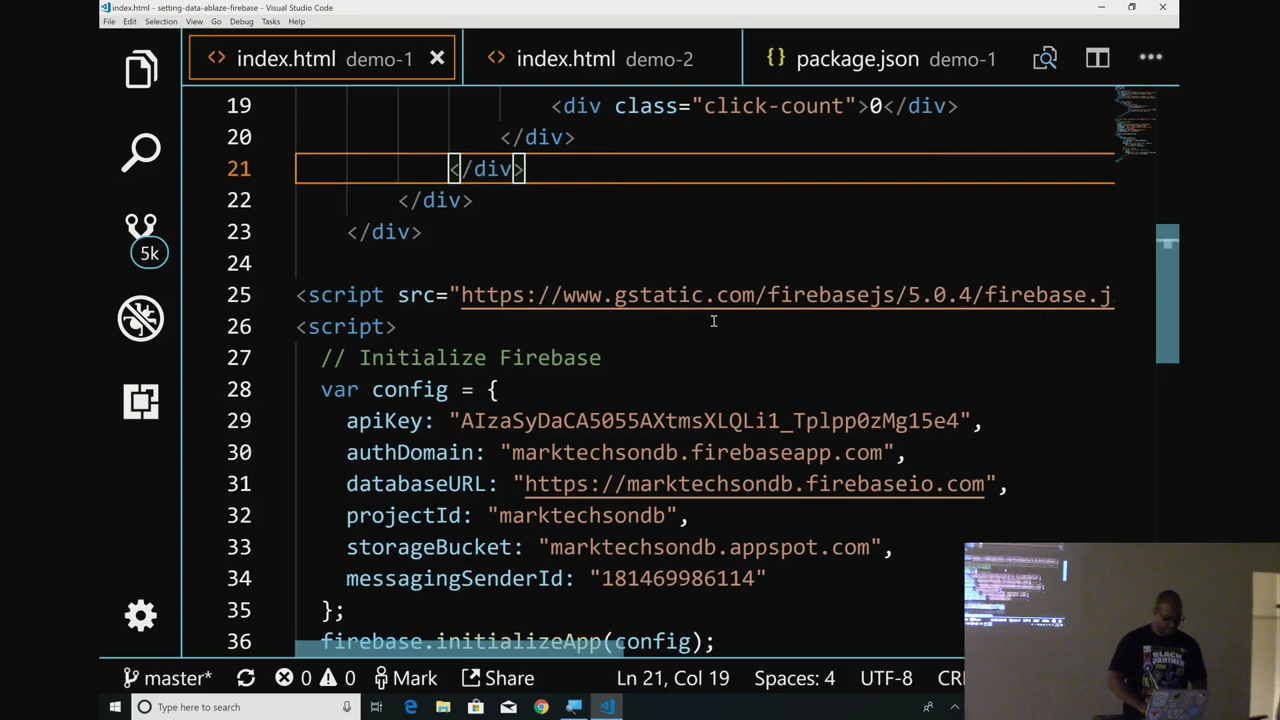 index.html - setting-data-ablaze-firebase - Visual Studio Code
File Edit Selection View Go Debug Tasks Help
index.html demo-1
index.html demo-2
{} package.json demo-1
19 <div class="click-count">0</div>
20 </div>
21 </div>
22 </div>
23 </div>
24
25 <script src="https://www.gstatic.com/firebasejs/5.0.4/firebase.j
26 <script>
27 // Initialize Firebase
28 var config = {
29 apiKey: "AIzaSyDaCA5055AXtmsXLQLi1_Tplpp0zMg15e4",
30 authDomain: "marktechsondb.firebaseapp.com",
31 databaseURL: "https://marktechsondb.firebaseio.com",
32 projectId: "marktechsondb",
33 storageBucket: "marktechsondb.appspot.com",
34 messagingSenderId: "181469986114"
35 };
36 firebase.initializeApp(config);
5k
master* 0 0 Mark Share Ln 21, Col 19 Spaces: 4 UTF-8
Type here to search
BLACK PANTHER